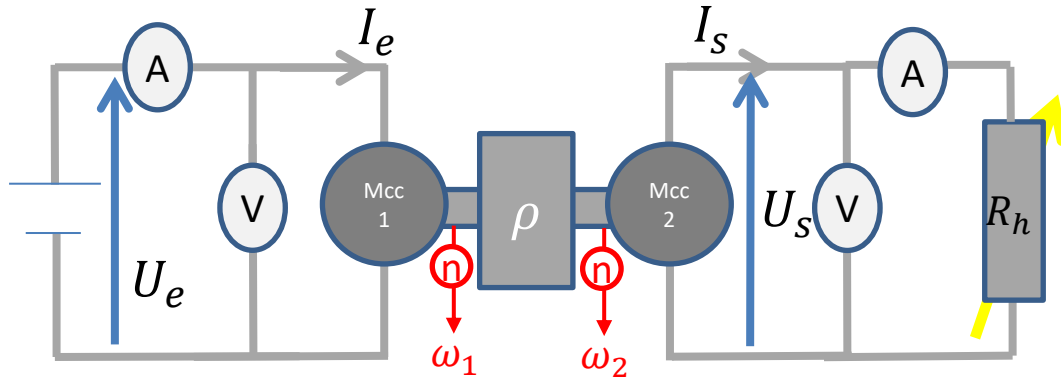 I_e
I_s
A
A
V
Mcc
1
ρ
Mcc
2
U_s
V
R_h
U_e
n
n
ω_1
ω_2